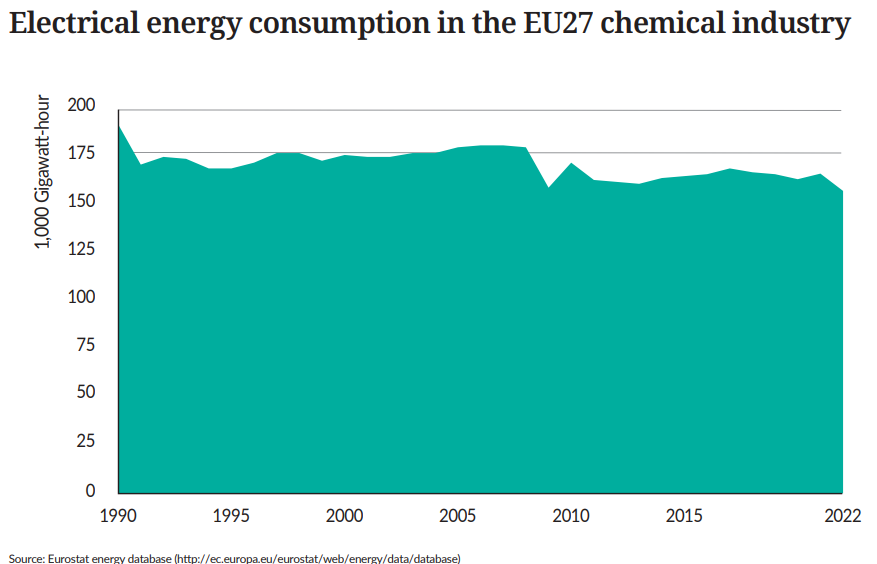 Electrical energy consumption in the EU27 chemical industry
1,000 Gigawatt-hour
200
175
150
125
100
75
50
25
0
1990 1995 2000 2005 2010 2015 2022
Source: Eurostat energy database (http://ec.europa.eu/eurostat/web/energy/data/database)